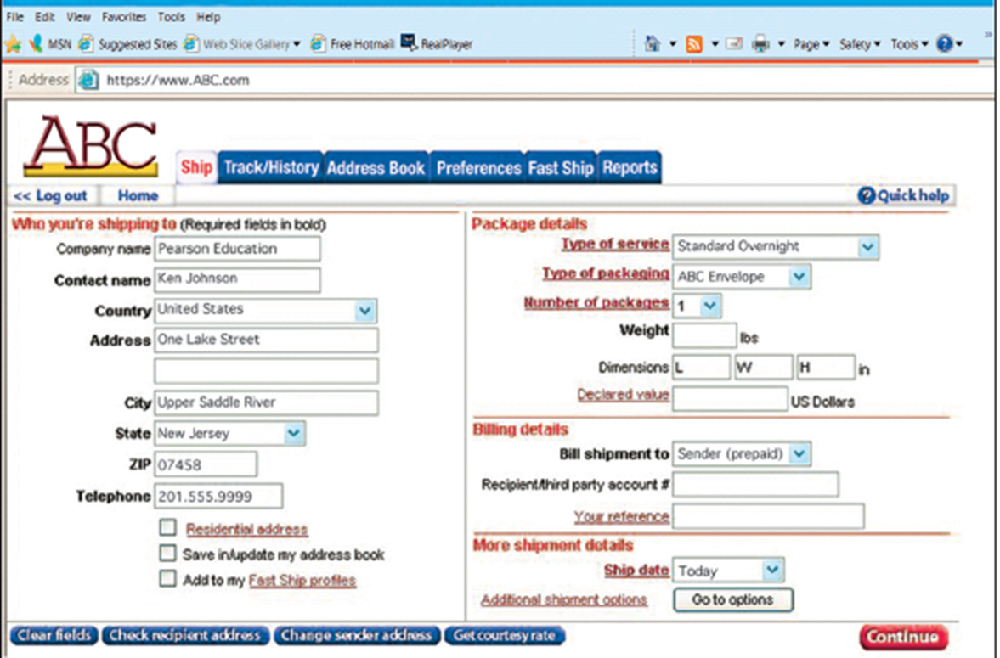 File Edit View Favorites Tools Help
MSN Suggested Sites Web Slice Gallery Free Hotmail RealPlayer Page Safety Tools
Address https://www.ABC.com
ABC
Ship Track/History Address Book Preferences Fast Ship Reports
<< Log out Home Quick help
Who you're shipping to (Required fields in bold)
Company name Pearson Education
Contact name Ken Johnson
Country United States
Address One Lake Street
City Upper Saddle River
State New Jersey
ZIP 07458
Telephone 201.555.9999
Residential address
Save in/update my address book
Add to my Fast Ship profiles
Package details
Type of service Standard Overnight
Type of packaging ABC Envelope
Number of packages 1
Weight lbs
Dimensions L W H in
Declared value US Dollars
Billing details
Bill shipment to Sender (prepaid)
Recipient/third party account #
Your reference
More shipment details
Ship date Today
Additional shipment options Go to options
Clear fields Check recipient address Change sender address Get courtesy rate Continue